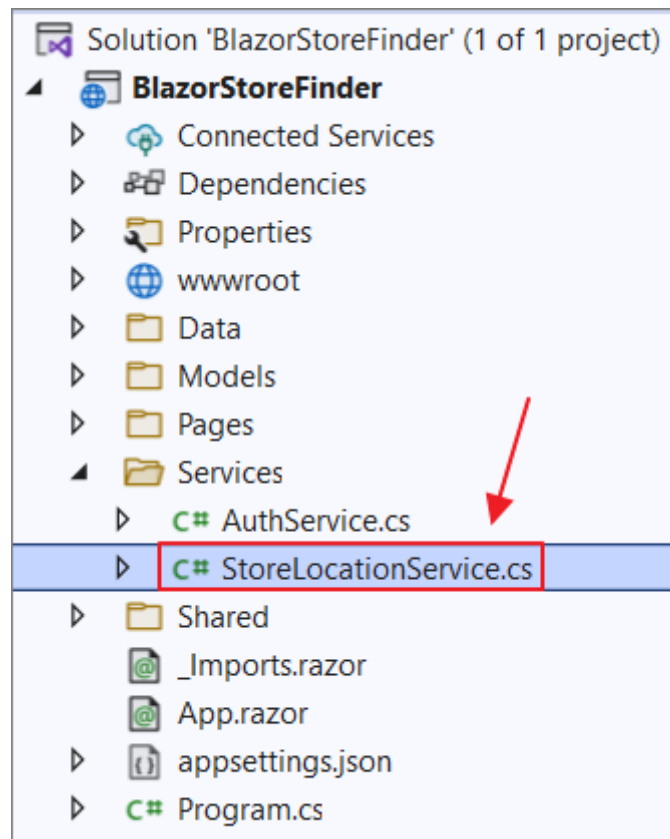 Solution 'BlazorStoreFinder' (1 of 1 project)
BlazorStoreFinder
Connected Services
Dependencies
Properties
wwwroot
Data
Models
Pages
Services
C# AuthService.cs
C# StoreLocationService.cs
Shared
_Imports.razor
App.razor
appsettings.json
C# Program.cs